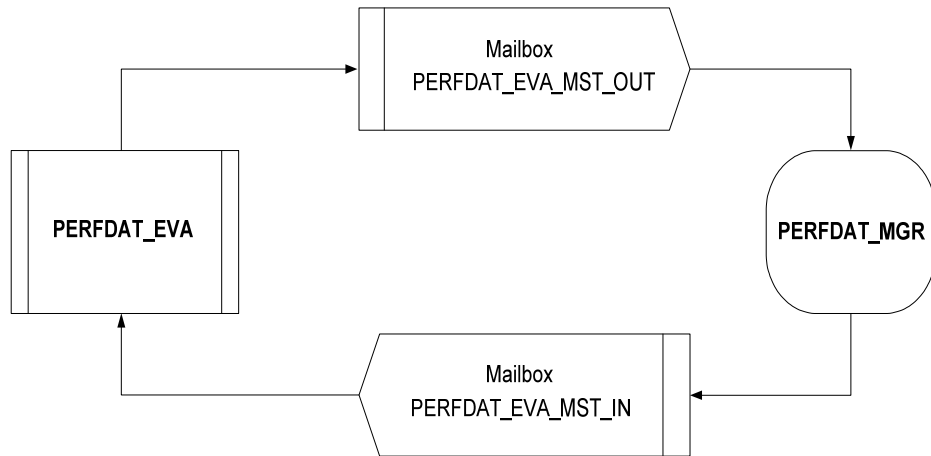 Mailbox
PERFDAT_EVA_MST_OUT
PERFDAT_EVA
PERFDAT_MGR
Mailbox
PERFDAT_EVA_MST_IN